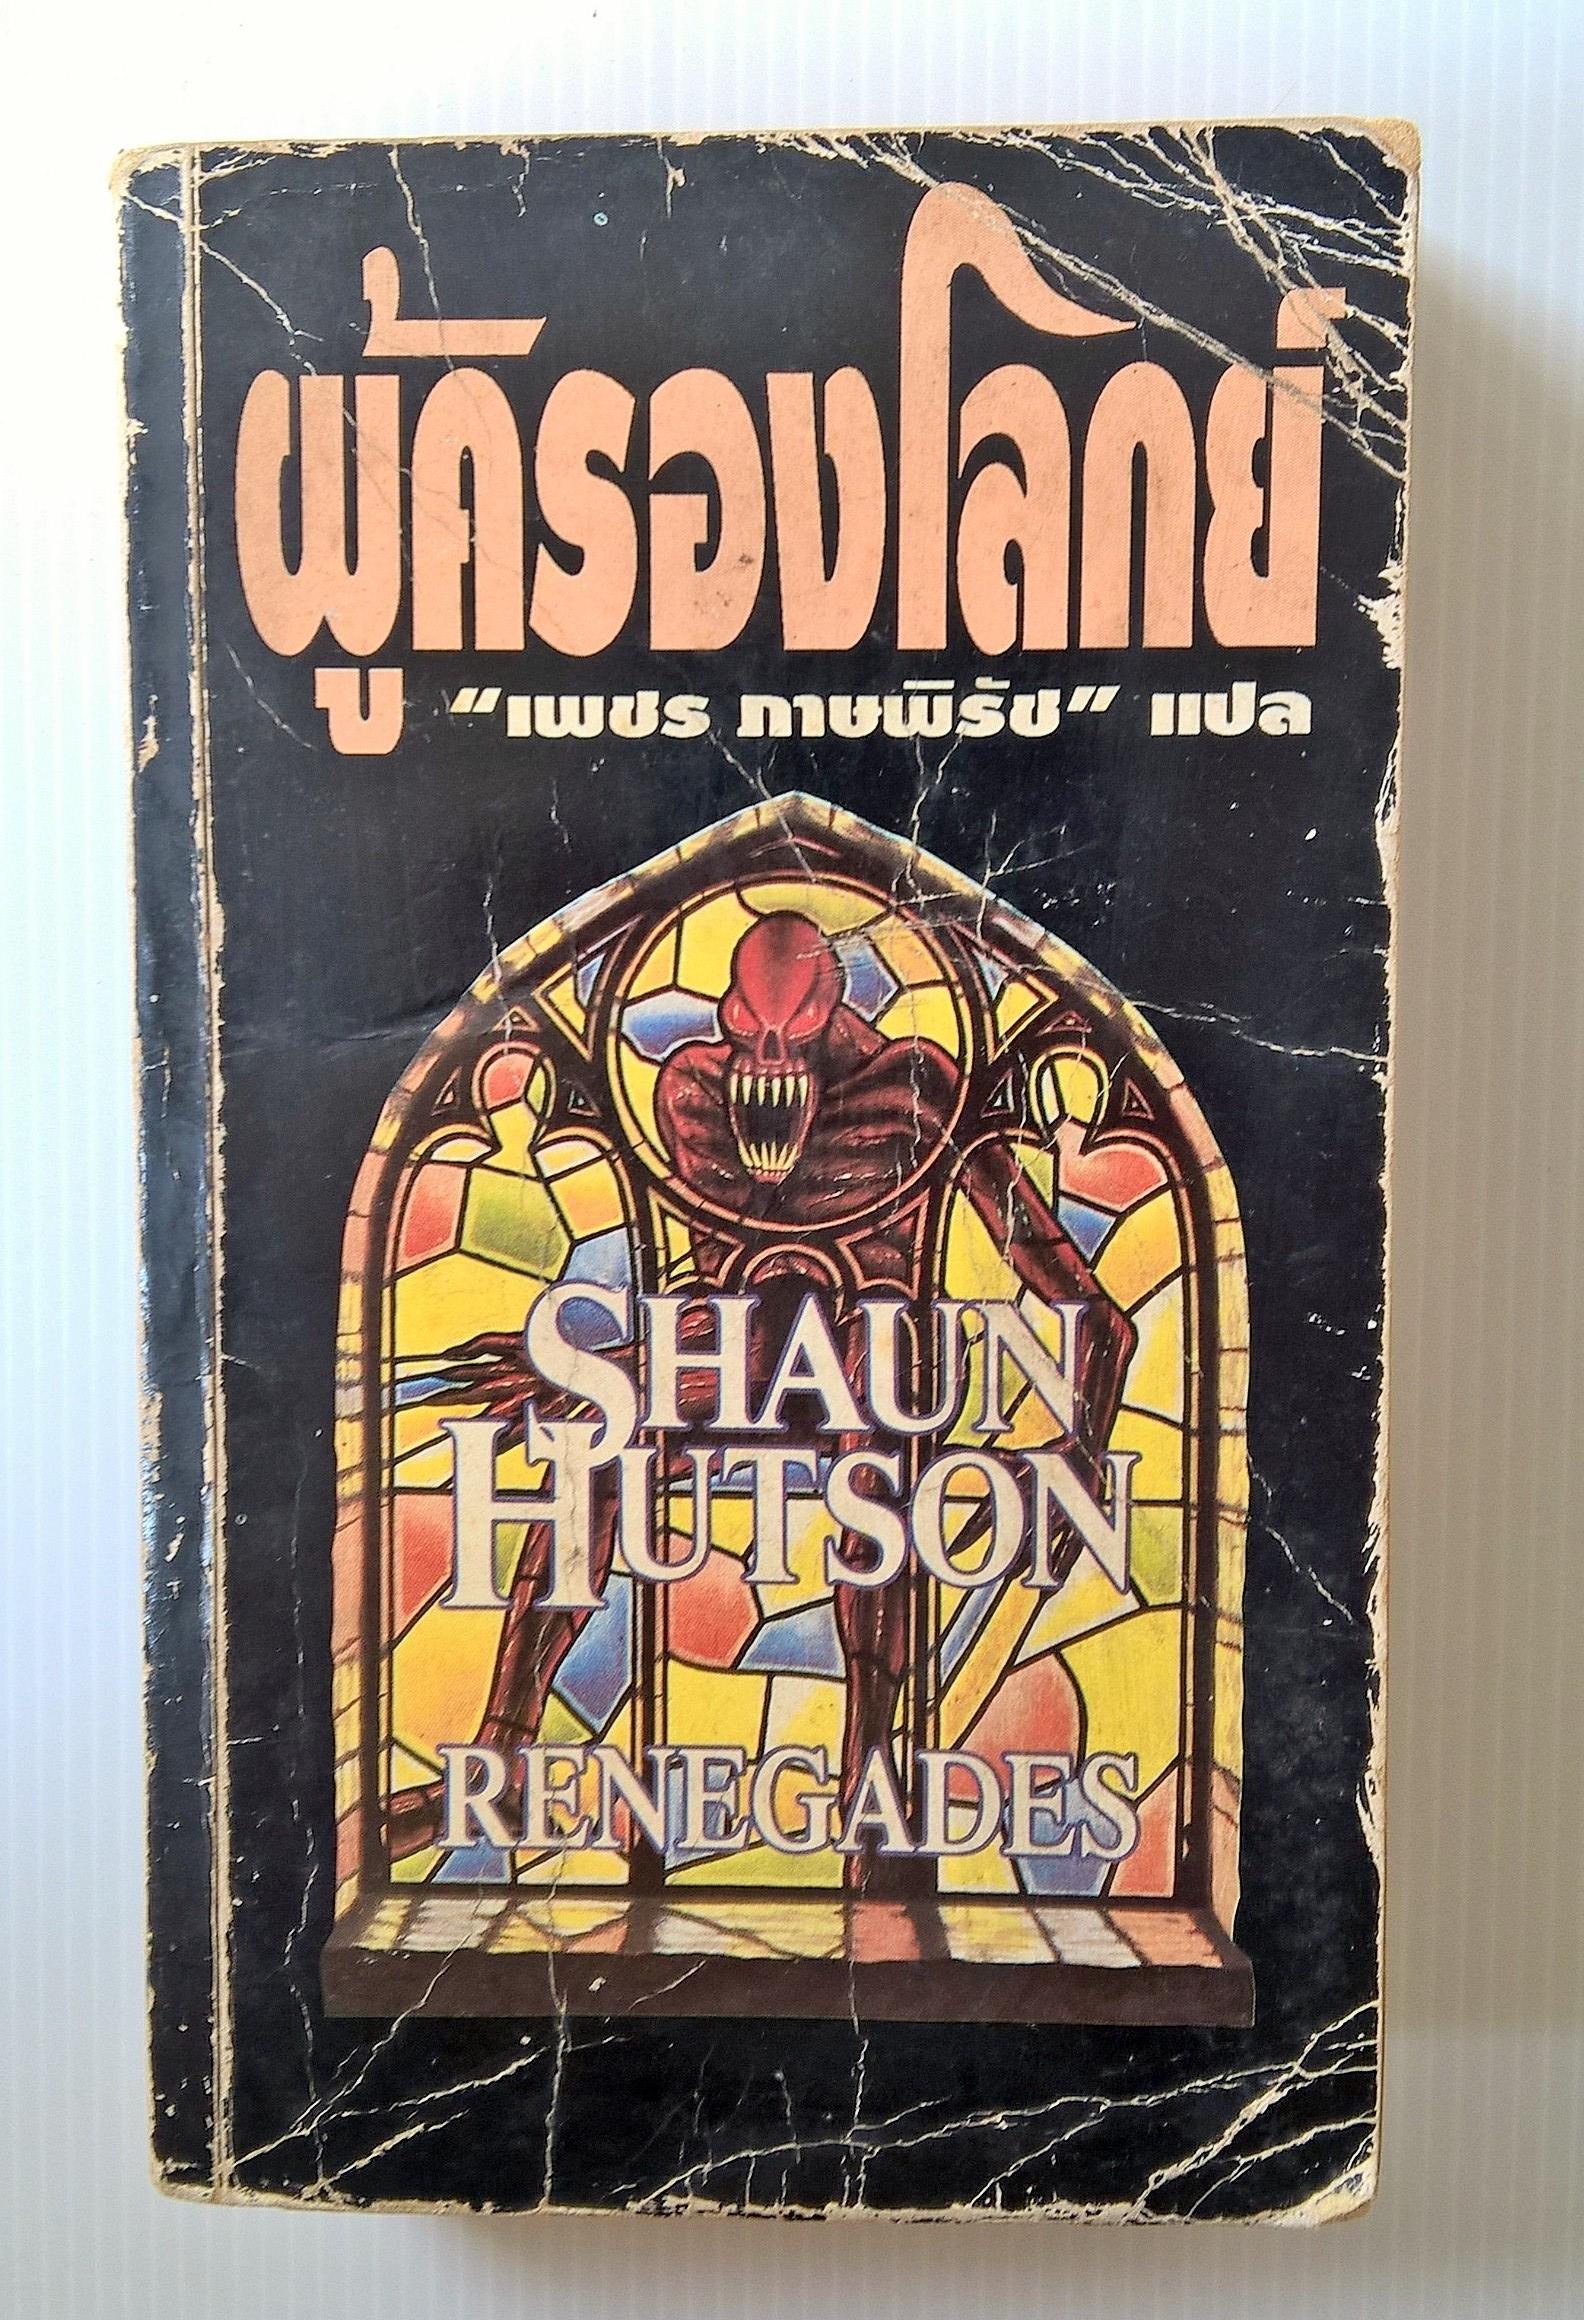 ผู้ครองโลกย์
“เพชร ภาษพิรัช” แปล
SHAUN
HUTSON
RENEGADES